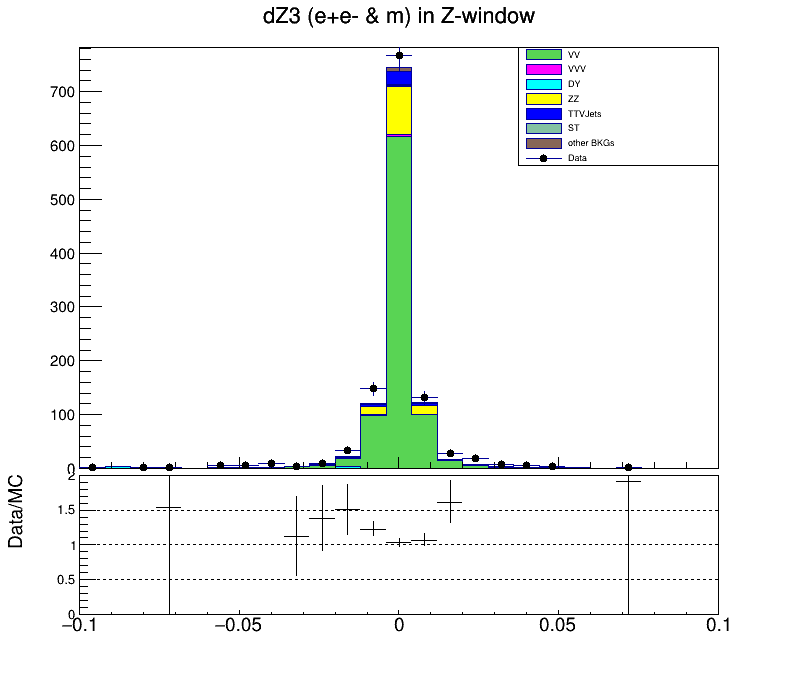 dZ3 (e+e- & m) in Z-window
VV
VVV
DY
ZZ
TTVJets
ST
other BKGs
Data
700
600
500
400
300
200
100
0
Data/MC
2
1.5
1
0.5
0
−0.1 −0.05 0 0.05 0.1